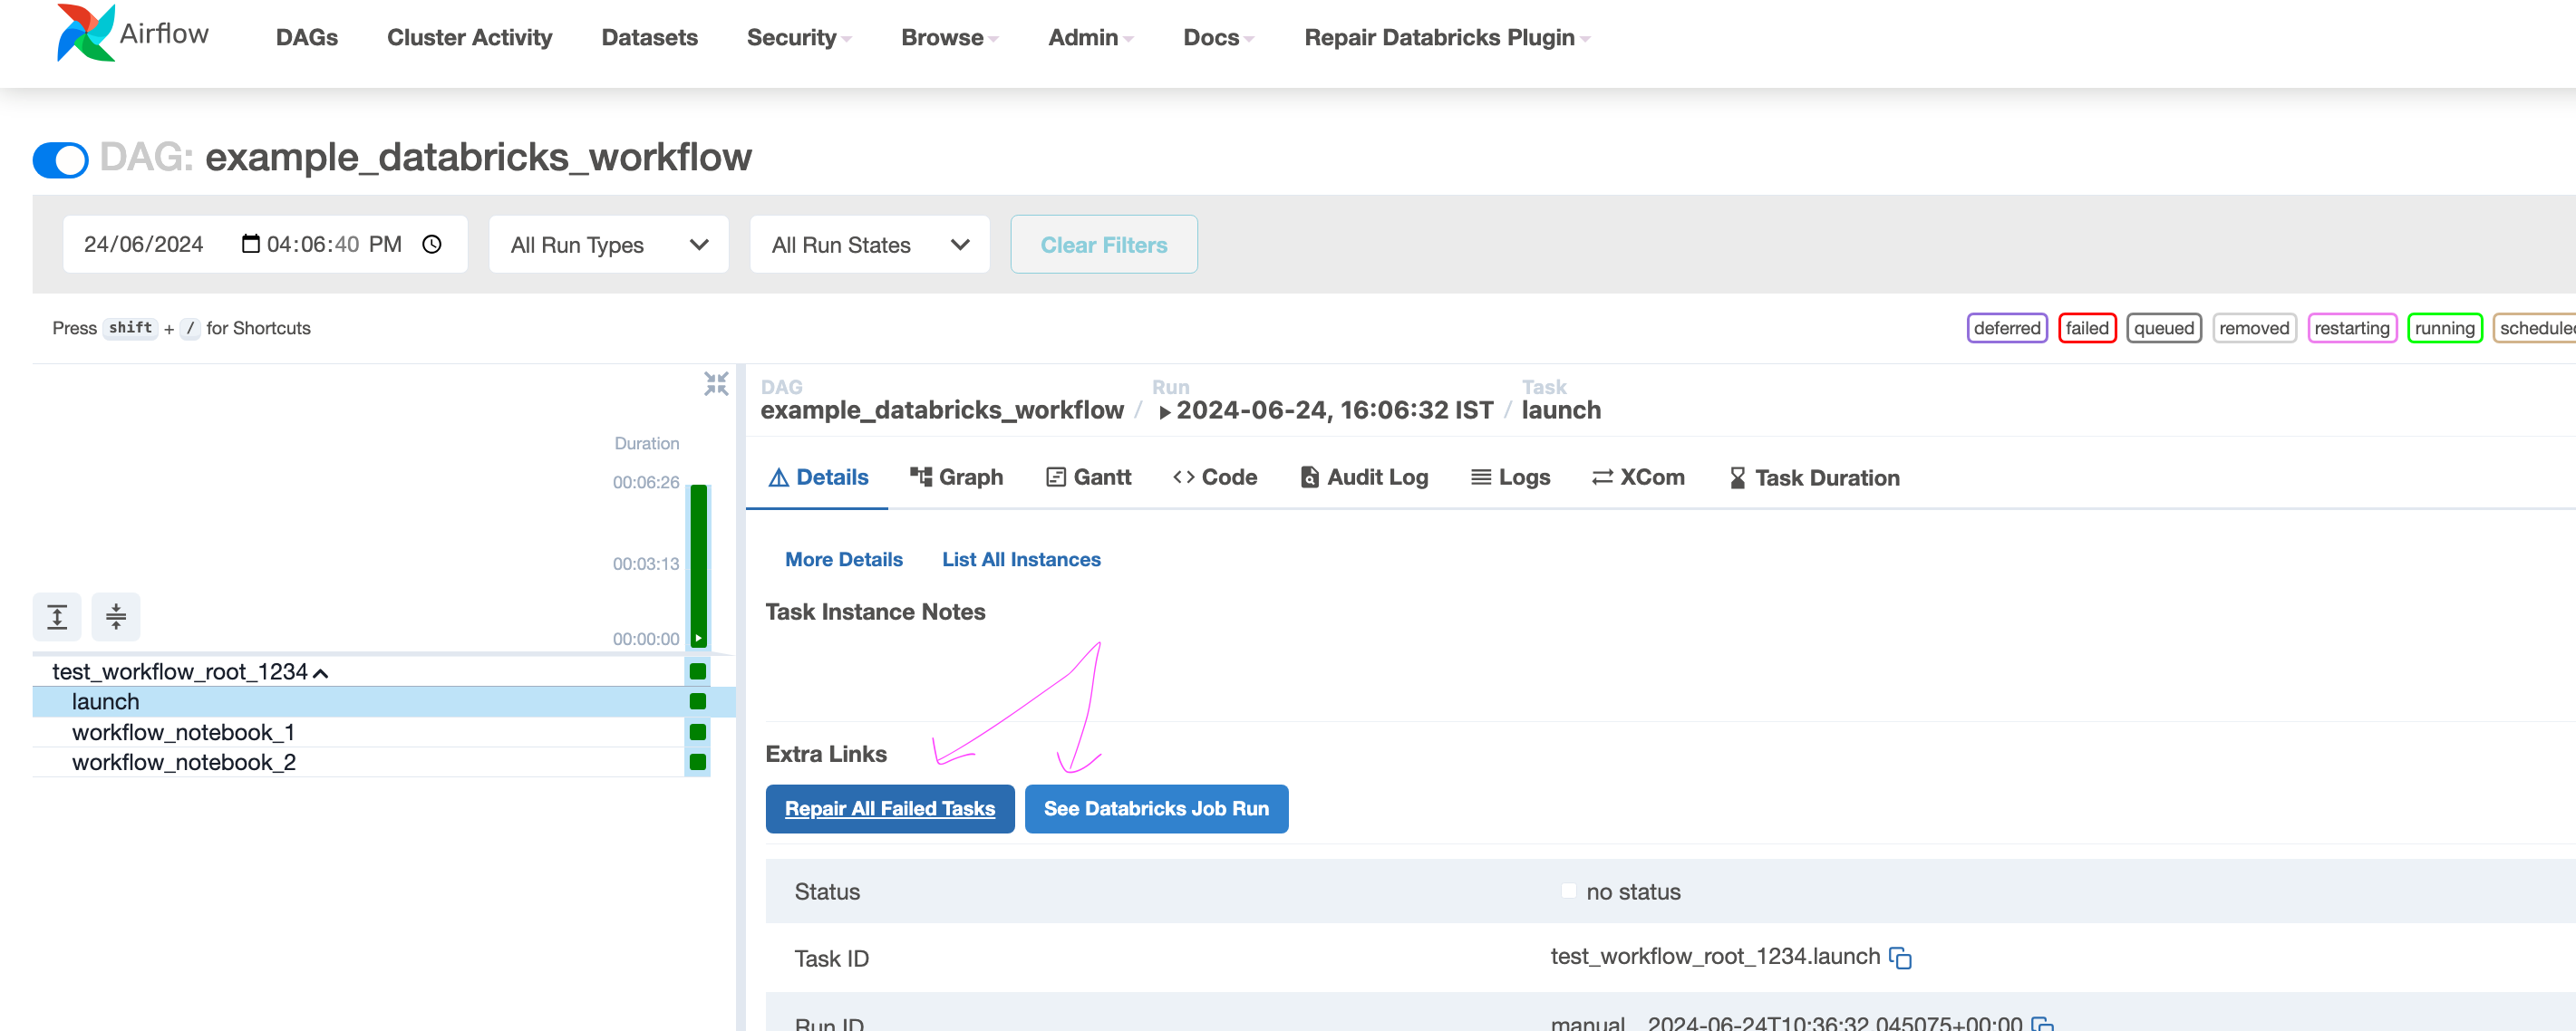 Airflow DAGs Cluster Activity Datasets Security Browse Admin Docs Repair Databricks Plugin
DAG: example_databricks_workflow
24/06/2024 04:06:40 PM All Run Types All Run States Clear Filters
Press shift + / for Shortcuts
deferred failed queued removed restarting running scheduled
Duration
00:06:26
00:03:13
00:00:00
test_workflow_root_1234
launch
workflow_notebook_1
workflow_notebook_2
DAG Run Task
example_databricks_workflow / 2024-06-24, 16:06:32 IST / launch
Details Graph Gantt Code Audit Log Logs XCom Task Duration
More Details List All Instances
Task Instance Notes
Extra Links
Repair All Failed Tasks See Databricks Job Run
Status no status
Task ID test_workflow_root_1234.launch
Run ID manual__2024-06-24T10:36:32.045075+00:00